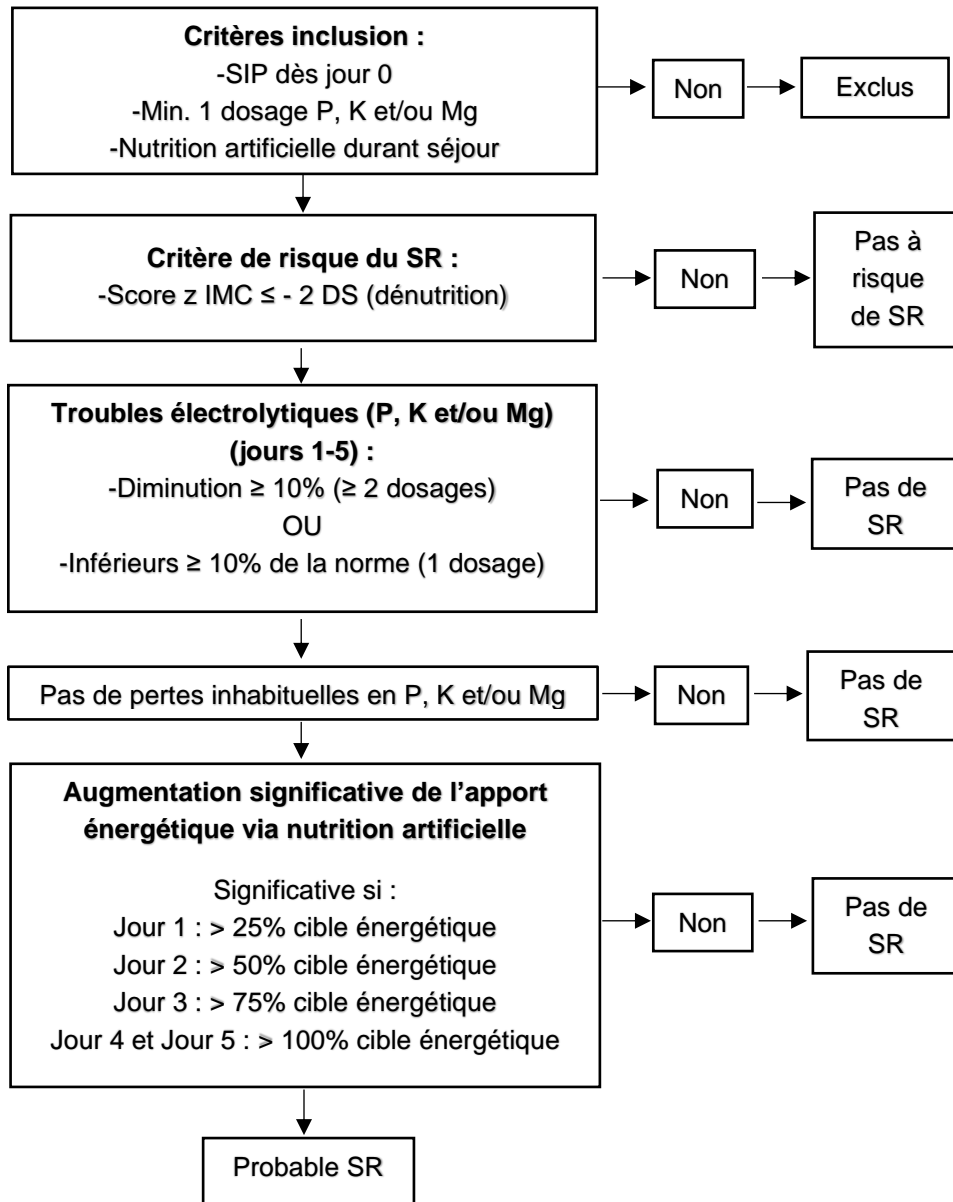 Critères inclusion :
-SIP dès jour 0
-Min. 1 dosage P, K et/ou Mg
-Nutrition artificielle durant séjour
Non
Exclus
Critère de risque du SR :
-Score z IMC ≤ - 2 DS (dénutrition)
Non
Pas à
risque
de SR
Troubles électrolytiques (P, K et/ou Mg)
(jours 1-5) :
-Diminution ≥ 10% (≥ 2 dosages)
OU
-Inférieurs ≥ 10% de la norme (1 dosage)
Non
Pas de
SR
Pas de pertes inhabituelles en P, K et/ou Mg
Non
Pas de
SR
Augmentation significative de l’apport
énergétique via nutrition artificielle
Significative si :
Jour 1 : > 25% cible énergétique
Jour 2 : > 50% cible énergétique
Jour 3 : > 75% cible énergétique
Jour 4 et Jour 5 : > 100% cible énergétique
Non
Pas de
SR
Probable SR